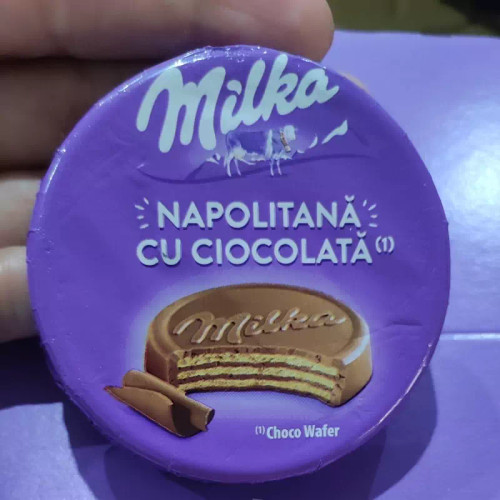 Milka
NAPOLITANĂ
CU CIOCOLATĂ (1)
Milka
(1) Choco Wafer